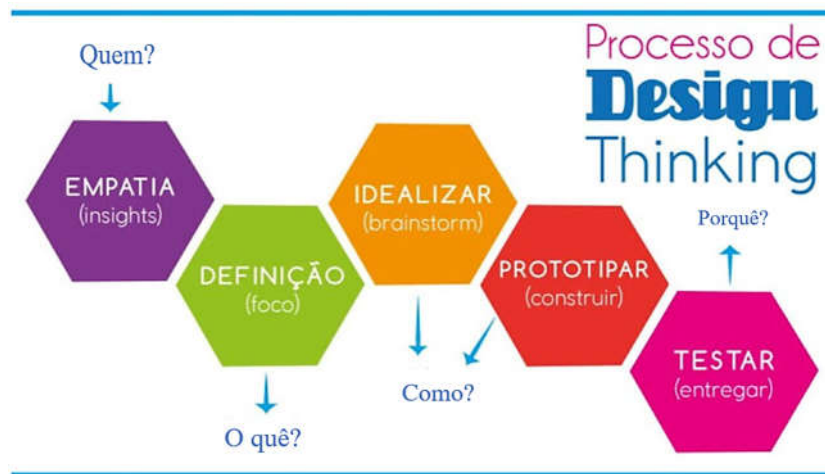 Processo de
Design
Thinking
Quem?
EMPATIA
(insights)
DEFINIÇÃO
(foco)
O quê?
IDEALIZAR
(brainstorm)
Como?
PROTOTIPAR
(construir)
Porquê?
TESTAR
(entregar)